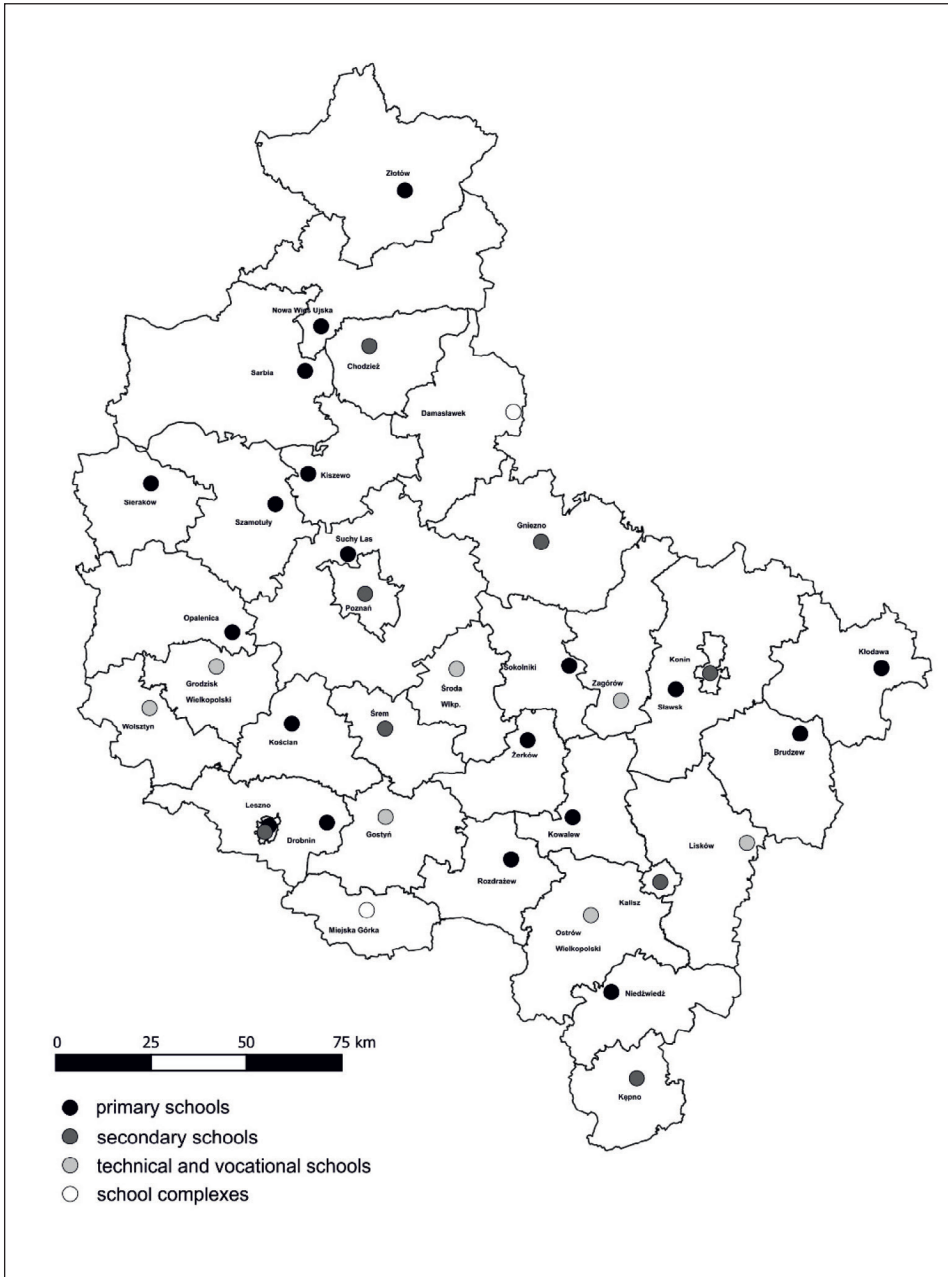 Złotów
Nowa Wieś Ujska
Chodzież
Sarbia
Damasławek
Kiszewo
Sieraków
Szamotuły
Gniezno
Suchy Las
Poznań
Opalenica
Grodzisk
Wielkopolski
Wolsztyn
Środa
Wlkp.
Sokolniki
Zagórów
Konin
Sławsk
Kłodawa
Kościan
Śrem
Żerków
Brudzew
Leszno
Drobnin
Gostyń
Kowalew
Lisków
Rozdrażew
Kalisz
Miejska Górka
Ostrów
Wielkopolski
Niedźwiedź
Kępno
0 25 50 75 km
primary schools
secondary schools
technical and vocational schools
school complexes